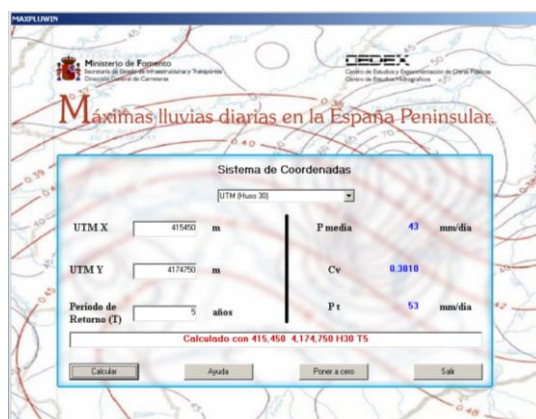 MAXPLUWIN
Ministerio de Fomento
Secretaría de Estado de Infraestructuras y Transportes
Dirección General de Carreteras
CEDEX
Centro de Estudios y Experimentación de Obras Públicas
Centro de Estudios Hidrográficos
Máximas lluvias diarias en la España Peninsular.
Sistema de Coordenadas
UTM (Huso 30)
UTM X 415450 m P media 43 mm/dia
UTM Y 4174750 m Cv 0.3810
Período de
Retorno (T) 5 años P t 53 mm/dia
Calculado con 415,450 4,174,750 H30 T5
Calcular Ayuda Poner a cero Salir